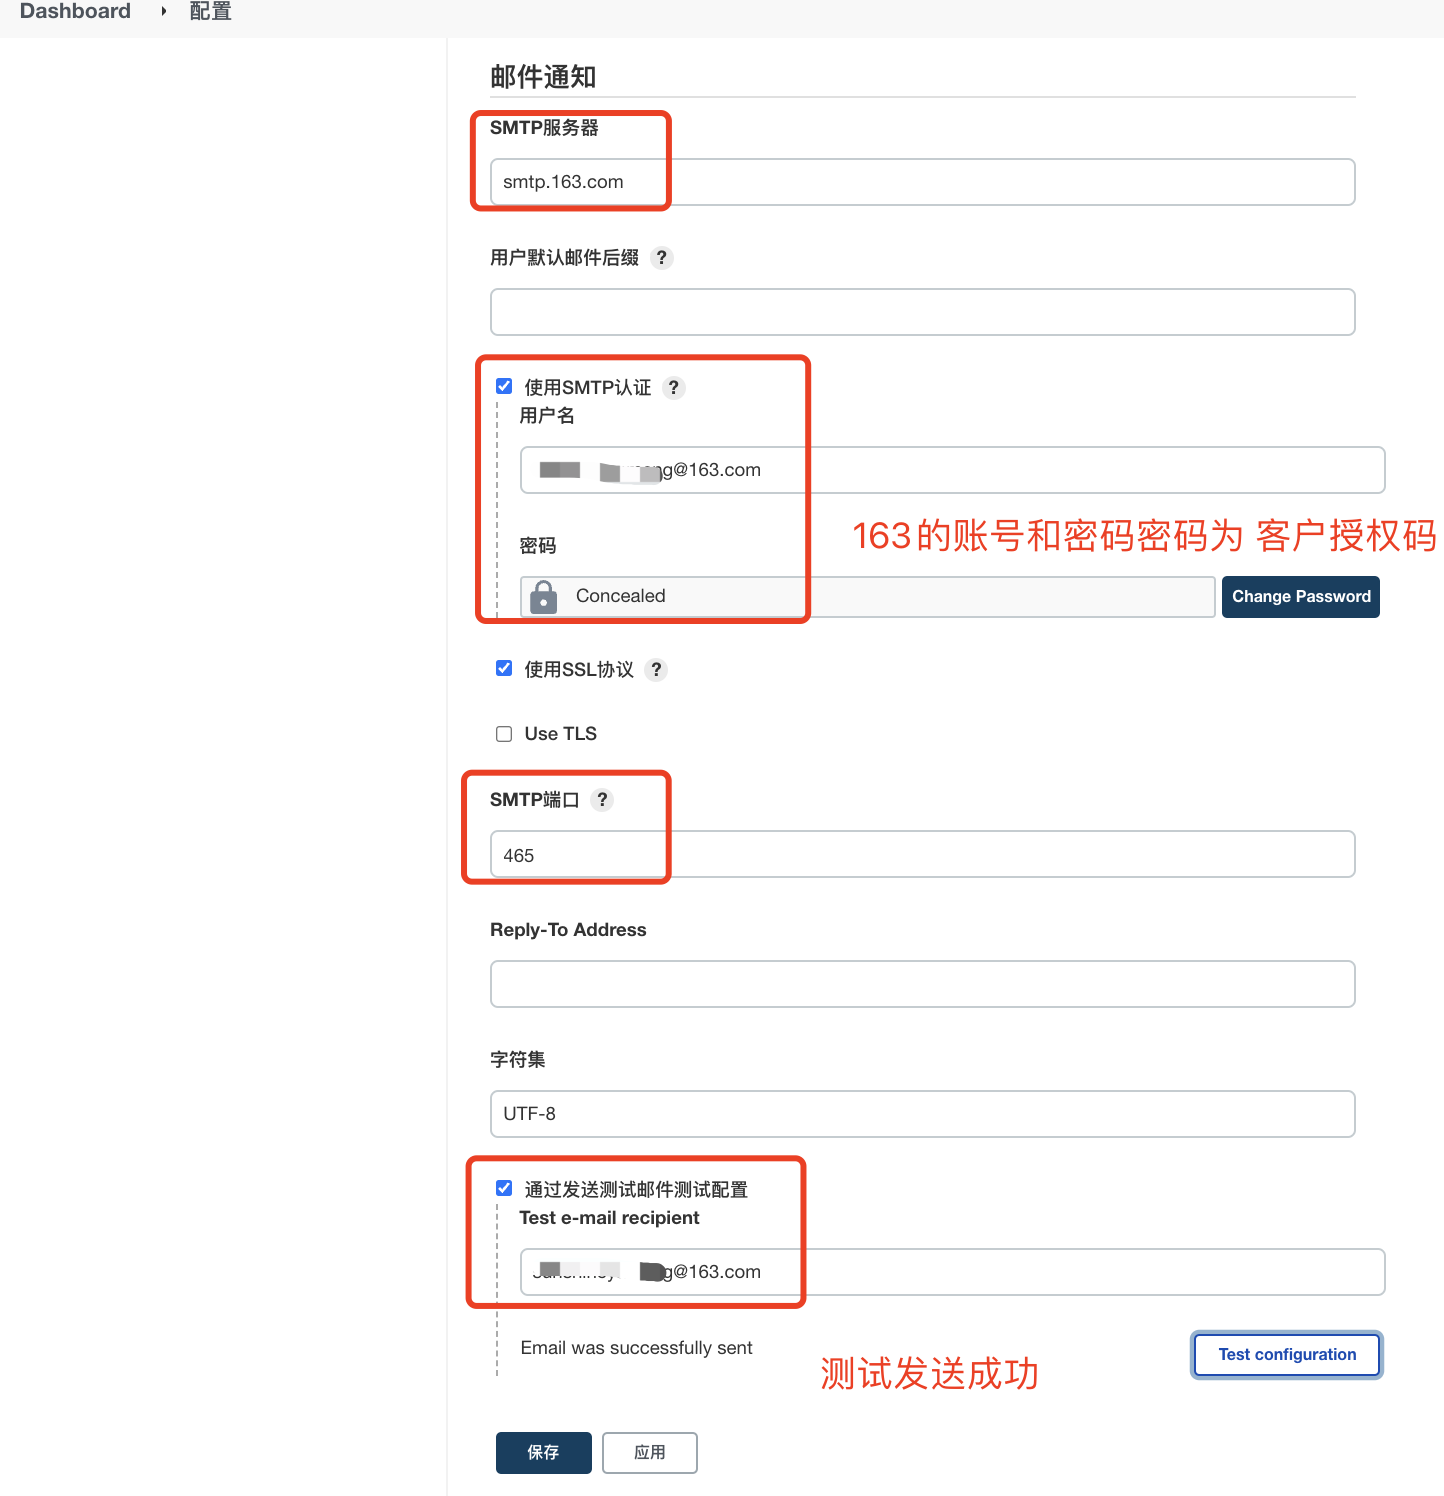 Dashboard 配置
邮件通知
SMTP服务器
smtp.163.com
用户默认邮件后缀 ?
使用SMTP认证 ?
用户名
g@163.com
163的账号和密码密码为 客户授权码
密码
Concealed
Change Password
使用SSL协议 ?
Use TLS
SMTP端口 ?
465
Reply-To Address
字符集
UTF-8
通过发送测试邮件测试配置
Test e-mail recipient
g@163.com
Email was successfully sent
Test configuration
测试发送成功
保存 应用